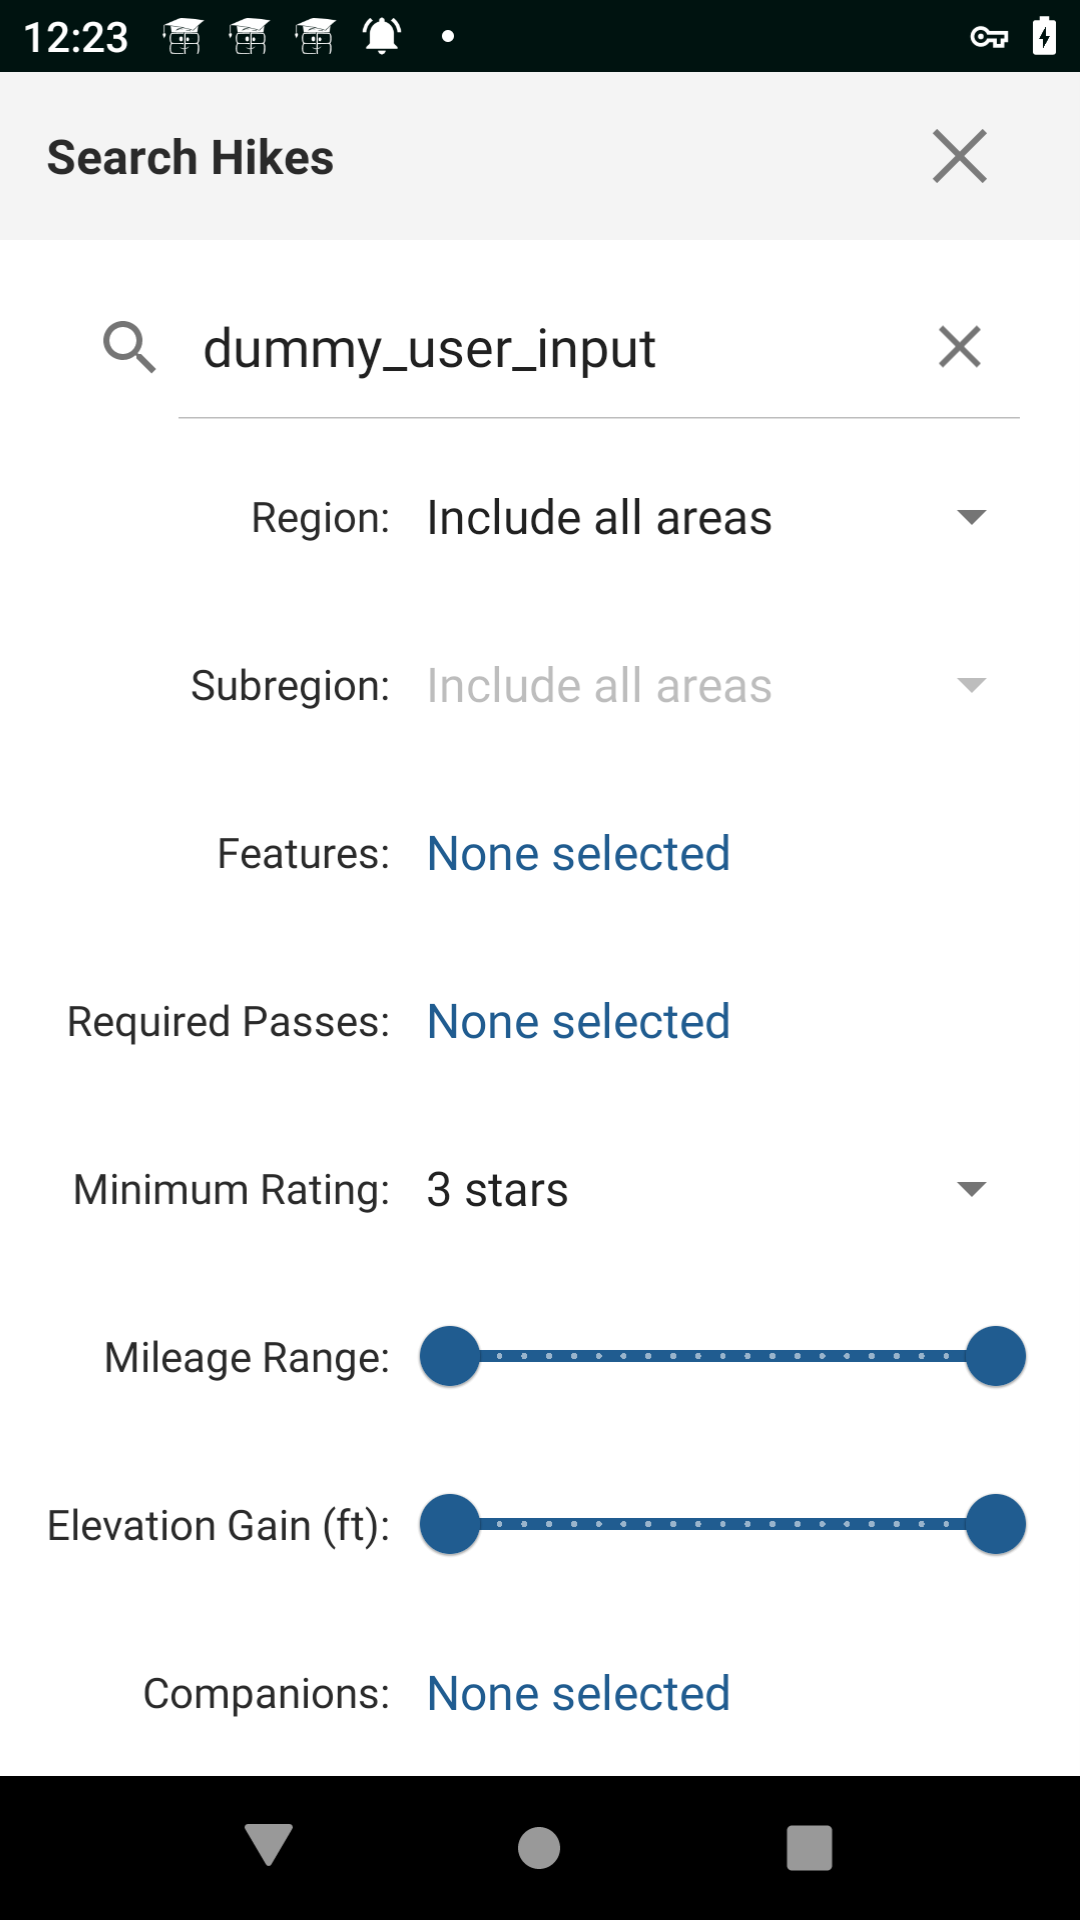 12:23
Search Hikes
dummy_user_input
Region: Include all areas
Subregion: Include all areas
Features: None selected
Required Passes: None selected
Minimum Rating: 3 stars
Mileage Range:
Elevation Gain (ft):
Companions: None selected